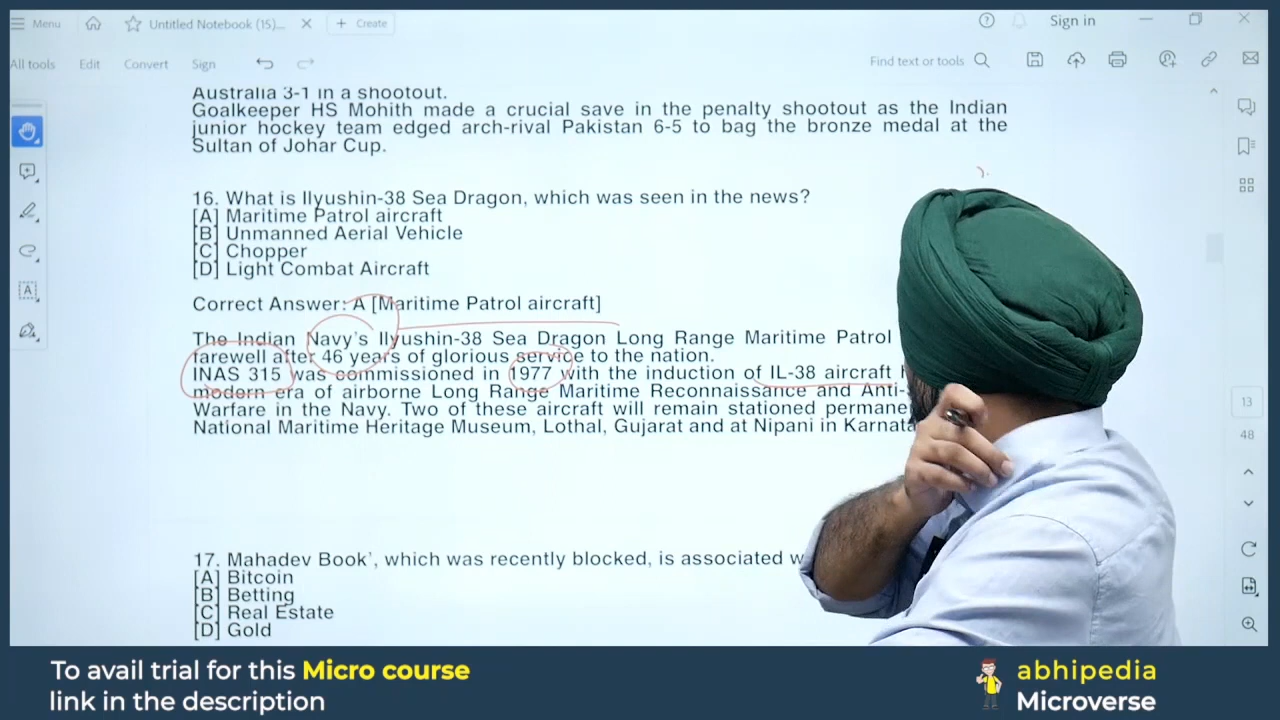 Menu
Untitled Notebook (15)...
Create
Sign in
All tools
Edit
Convert
Sign
Find text or tools
Australia 3-1 in a shootout.
Goalkeeper HS Mohith made a crucial save in the penalty shootout as the Indian
junior hockey team edged arch-rival Pakistan 6-5 to bag the bronze medal at the
Sultan of Johar Cup.
16. What is Ilyushin-38 Sea Dragon, which was seen in the news?
[A] Maritime Patrol aircraft
[B] Unmanned Aerial Vehicle
[C] Chopper
[D] Light Combat Aircraft
Correct Answer: A [Maritime Patrol aircraft]
The Indian Navy's Ilyushin-38 Sea Dragon Long Range Maritime Patrol
farewell after 46 years of glorious service to the nation.
INAS 315 was commissioned in 1977 with the induction of IL-38 aircraft
modern era of airborne Long Range Maritime Reconnaissance and Anti-
Warfare in the Navy. Two of these aircraft will remain stationed
National Maritime Heritage Museum, Lothal, Gujarat and at Nipani in
17. Mahadev Book', which was recently blocked, is associated
[A] Bitcoin
[B] Betting
[C] Real Estate
[D] Gold
13
48
To avail trial for this Micro course
link in the description
abhipedia
Microverse